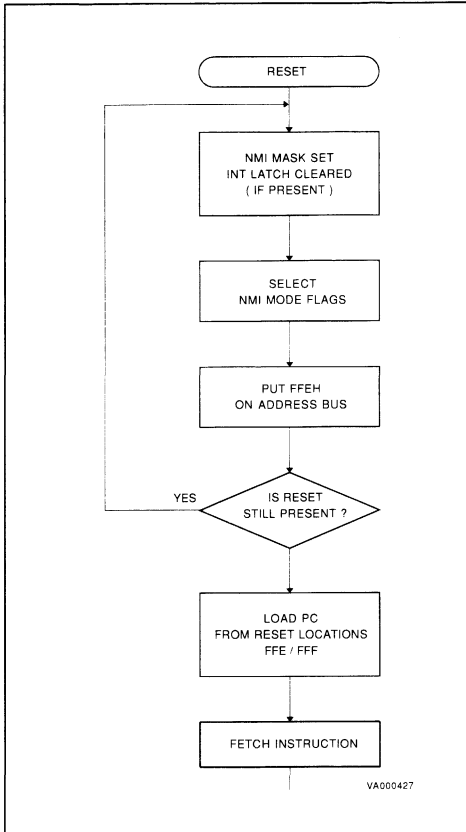 RESET
NMI MASK SET
INT LATCH CLEARED
( IF PRESENT )
SELECT
NMI MODE FLAGS
PUT FFEH
ON ADDRESS BUS
YES
IS RESET
STILL PRESENT ?
LOAD PC
FROM RESET LOCATIONS
FFE / FFF
FETCH INSTRUCTION
VA000427